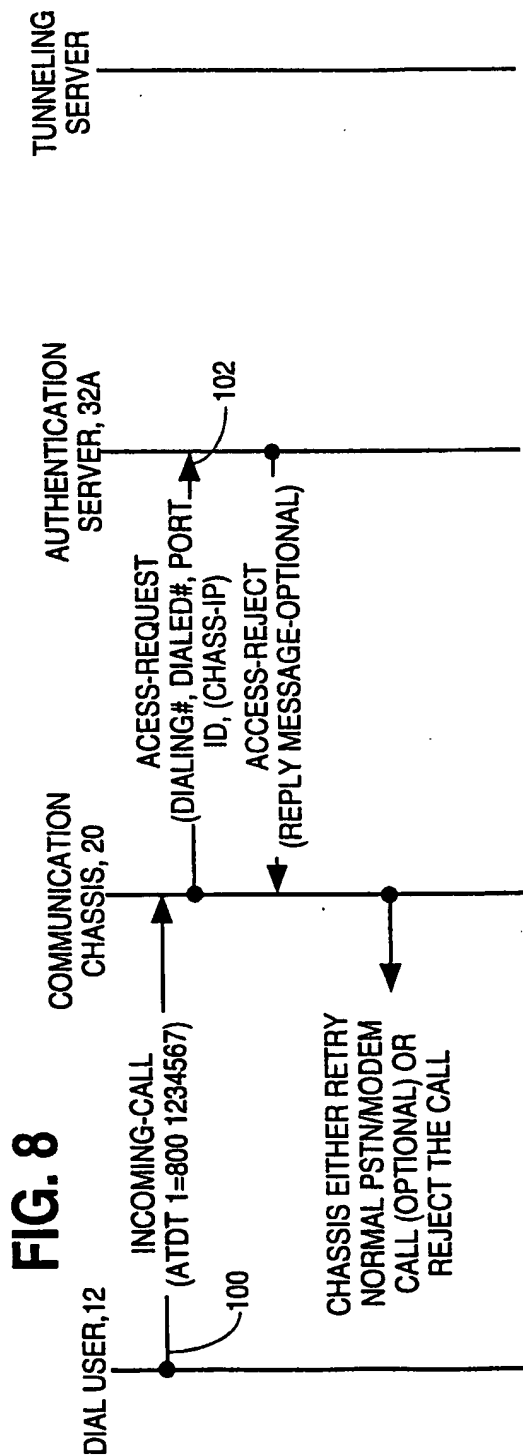 FIG. 8
DIAL USER,12
COMMUNICATION
CHASSIS, 20
AUTHENTICATION
SERVER, 32A
TUNNELING
SERVER
INCOMING-CALL
(ATDT 1=800 1234567)
100
ACESS-REQUEST
(DIALING#, DIALED#, PORT
ID, (CHASS-IP)
102
ACCESS-REJECT
(REPLY MESSAGE-OPTIONAL)
CHASSIS EITHER RETRY
NORMAL PSTN/MODEM
CALL (OPTIONAL) OR
REJECT THE CALL